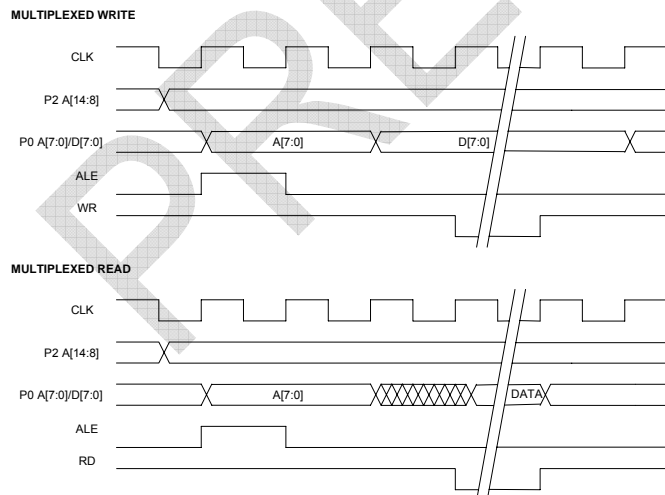 MULTIPLEXED WRITE
CLK
P2 A[14:8]
P0 A[7:0]/D[7:0] A[7:0] D[7:0]
ALE
WR
MULTIPLEXED READ
CLK
P2 A[14:8]
P0 A[7:0]/D[7:0] A[7:0] DATA
ALE
RD
PRE